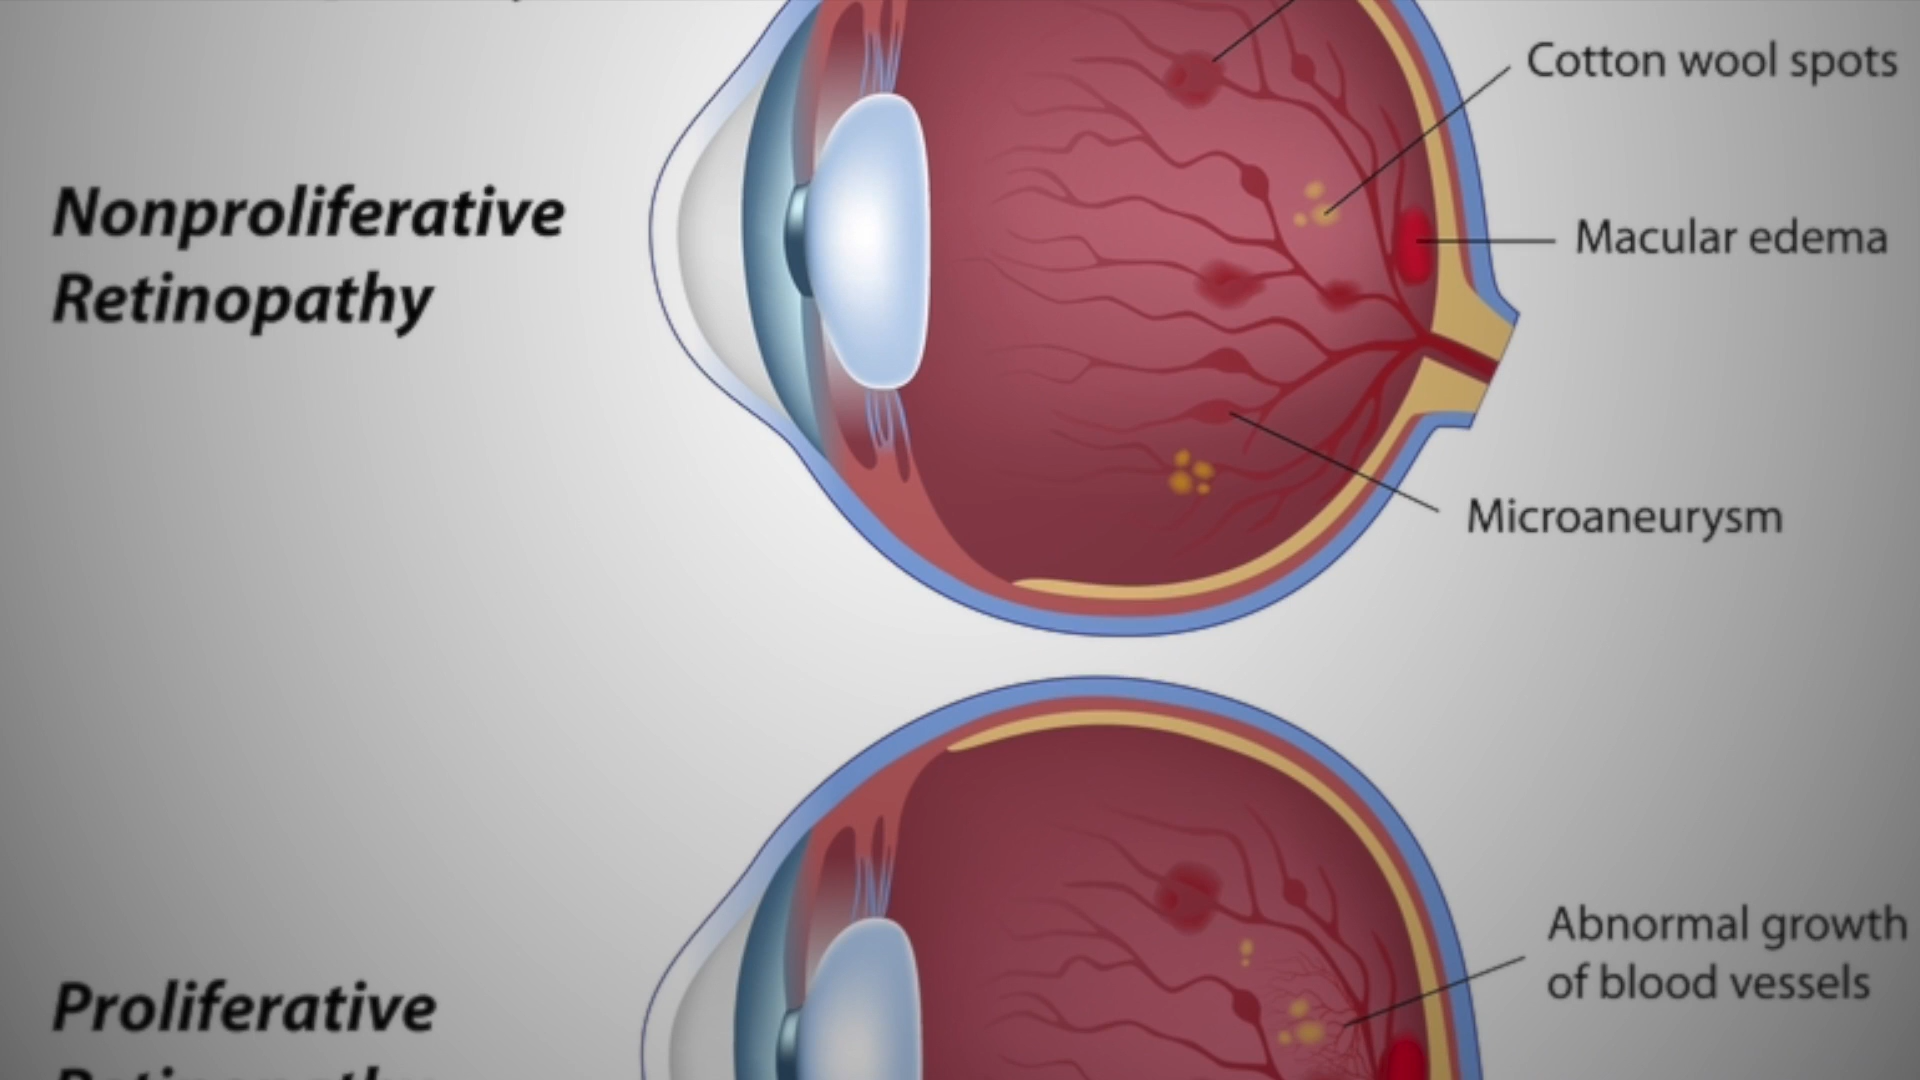 Cotton wool spots
Nonproliferative
Retinopathy
Macular edema
Microaneurysm
Abnormal growth
of blood vessels
Proliferative